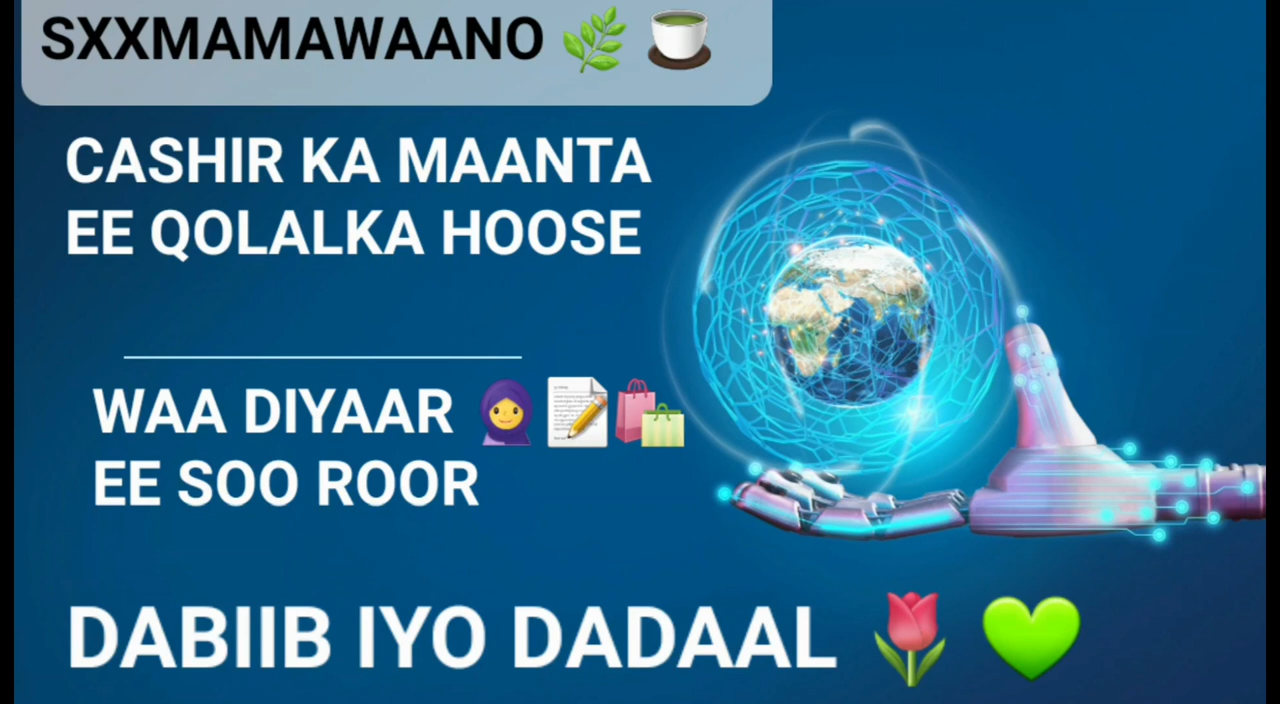 SXXMAMAWAANO 🌿 🍵
CASHIR KA MAANTA
EE QOLALKA HOOSE
WAA DIYAAR 🧕 📝 🛍️
EE SOO ROOR
DABIIB IYO DADAAL 🌷 💚